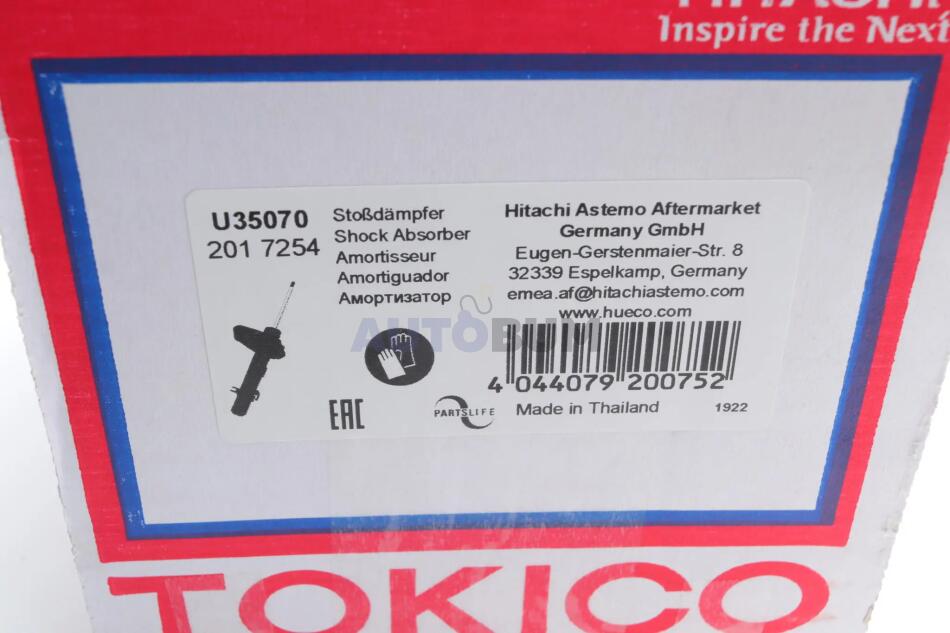 HITACHI
Inspire the Next
U35070
201 7254
Stoßdämpfer
Shock Absorber
Amortisseur
Amortiguador
Амортизатор
Hitachi Astemo Aftermarket
Germany GmbH
Eugen-Gerstenmaier-Str. 8
32339 Espelkamp, Germany
emea.af@hitachiastemo.com
www.hueco.com
AUTOBUM
4 044079 200752
EAC
PARTSLIFE
Made in Thailand
1922
TOKICO